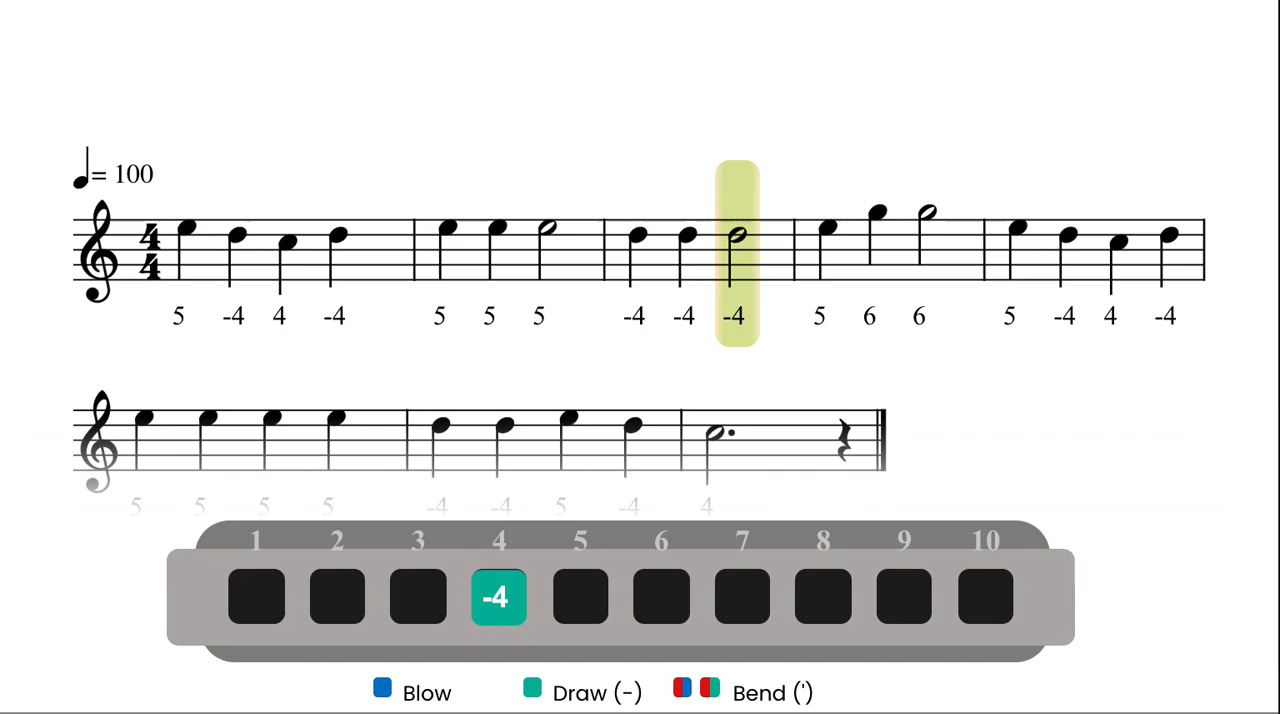 = 100
4
4
5 -4 4 -4 5 5 5 -4 -4 -4 5 6 6 5 -4 4 -4
5 5 5 5 -4 -4 5 -4 4
1 2 3 4 5 6 7 8 9 10
-4
Blow Draw (-) Bend (')